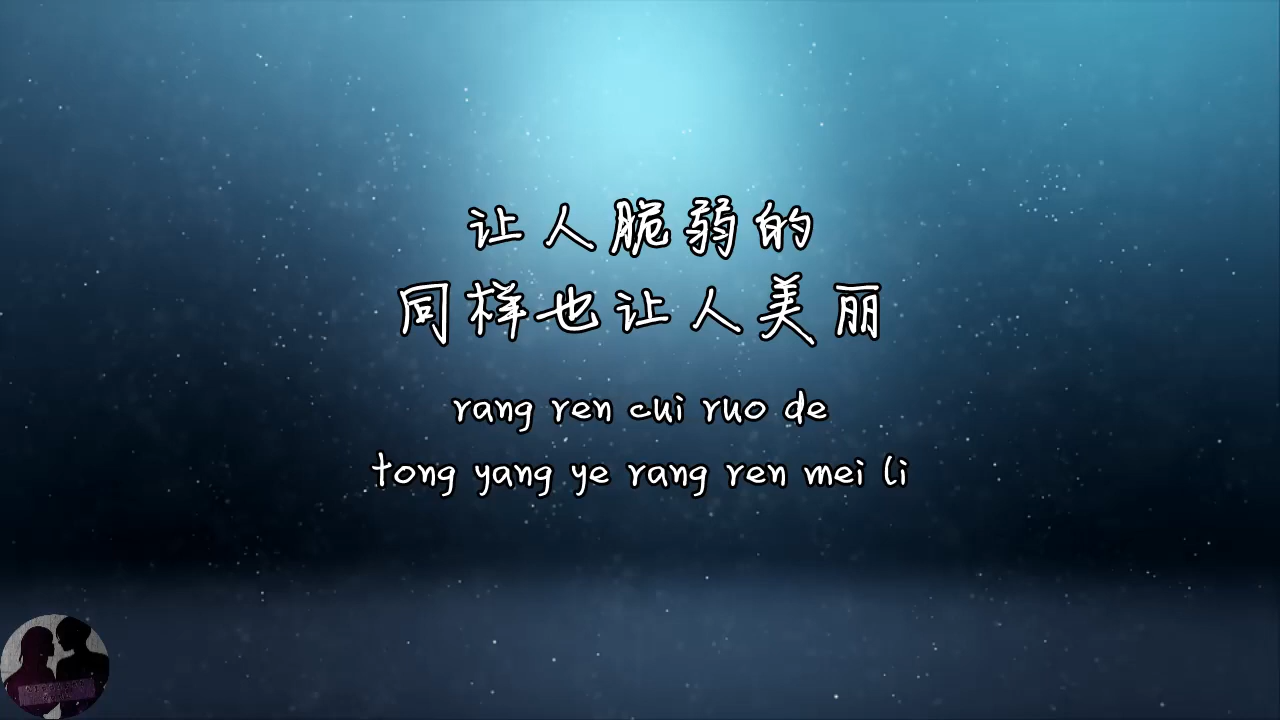 让人脆弱的
同样也让人美丽
rang ren cui ruo de
tong yang ye rang ren mei li